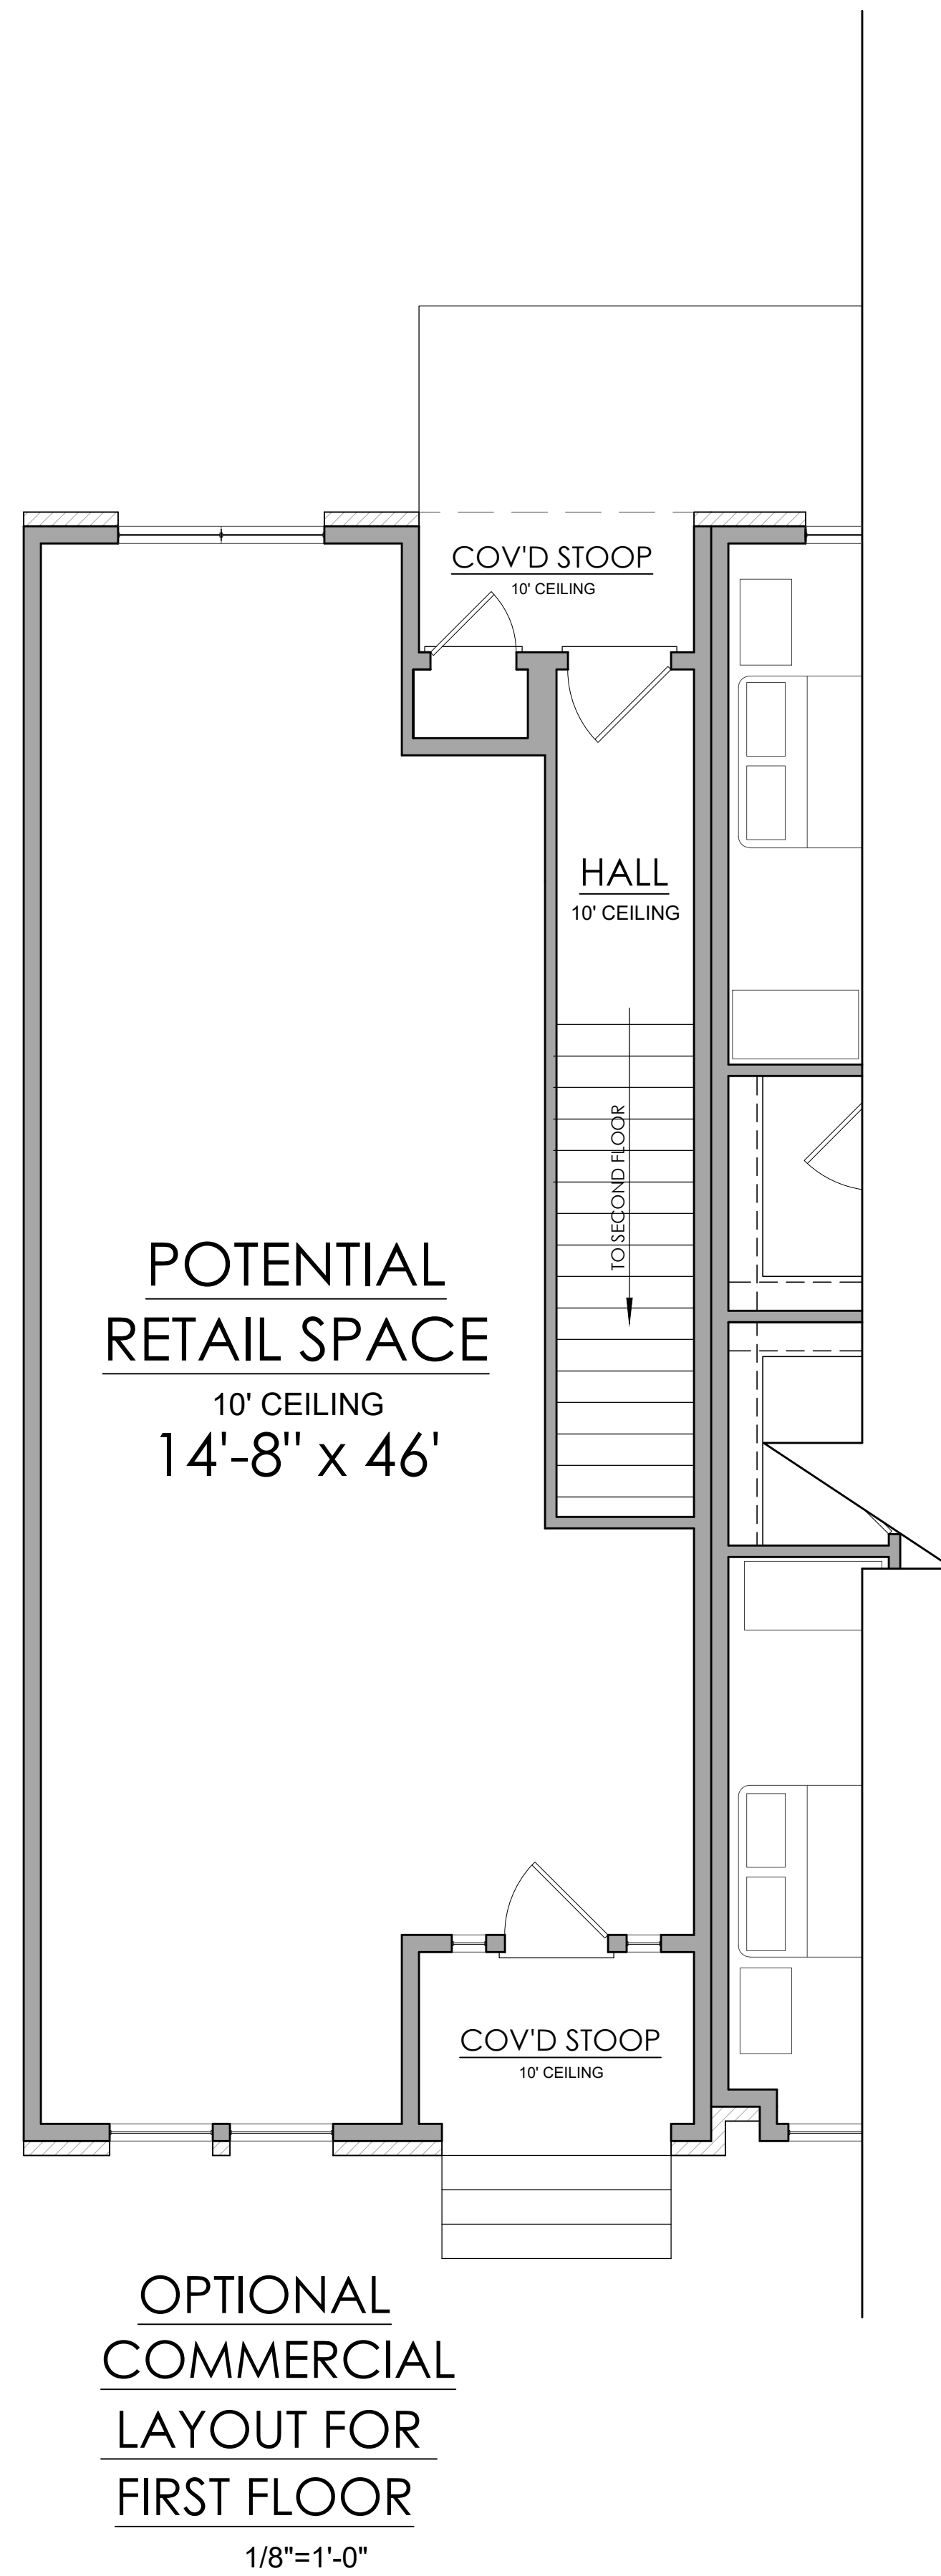 COV'D STOOP
10' CEILING
HALL
10' CEILING
TO SECOND FLOOR
POTENTIAL
RETAIL SPACE
10' CEILING
14'-8" x 46'
COV'D STOOP
10' CEILING
OPTIONAL
COMMERCIAL
LAYOUT FOR
FIRST FLOOR
1/8"=1'-0"